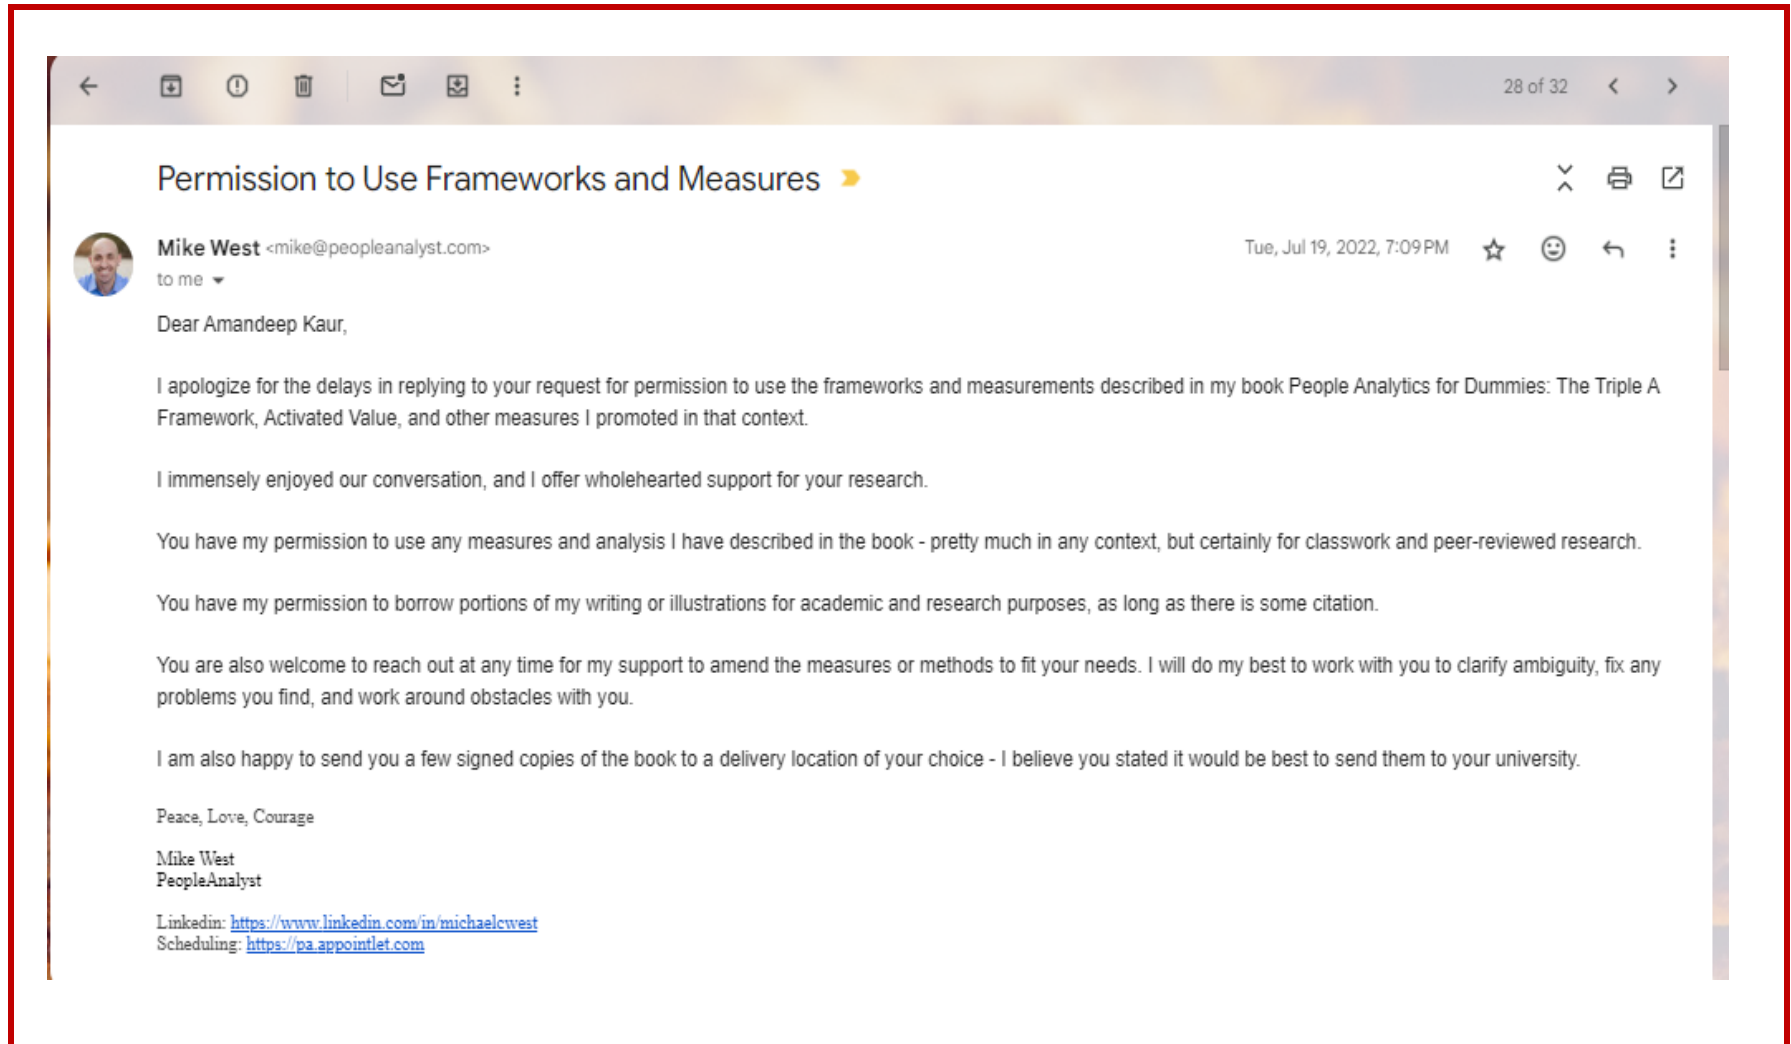 28 of 32
Permission to Use Frameworks and Measures
Mike West <mike@peopleanalyst.com>
Tue, Jul 19, 2022, 7:09 PM
to me
Dear Amandeep Kaur,
I apologize for the delays in replying to your request for permission to use the frameworks and measurements described in my book People Analytics for Dummies: The Triple A
Framework, Activated Value, and other measures I promoted in that context.
I immensely enjoyed our conversation, and I offer wholehearted support for your research.
You have my permission to use any measures and analysis I have described in the book - pretty much in any context, but certainly for classwork and peer-reviewed research.
You have my permission to borrow portions of my writing or illustrations for academic and research purposes, as long as there is some citation.
You are also welcome to reach out at any time for my support to amend the measures or methods to fit your needs. I will do my best to work with you to clarify ambiguity, fix any
problems you find, and work around obstacles with you.
I am also happy to send you a few signed copies of the book to a delivery location of your choice - I believe you stated it would be best to send them to your university.
Peace, Love, Courage
Mike West
PeopleAnalyst
Linkedin: https://www.linkedin.com/in/michaelcwest
Scheduling: https://pa.appointlet.com